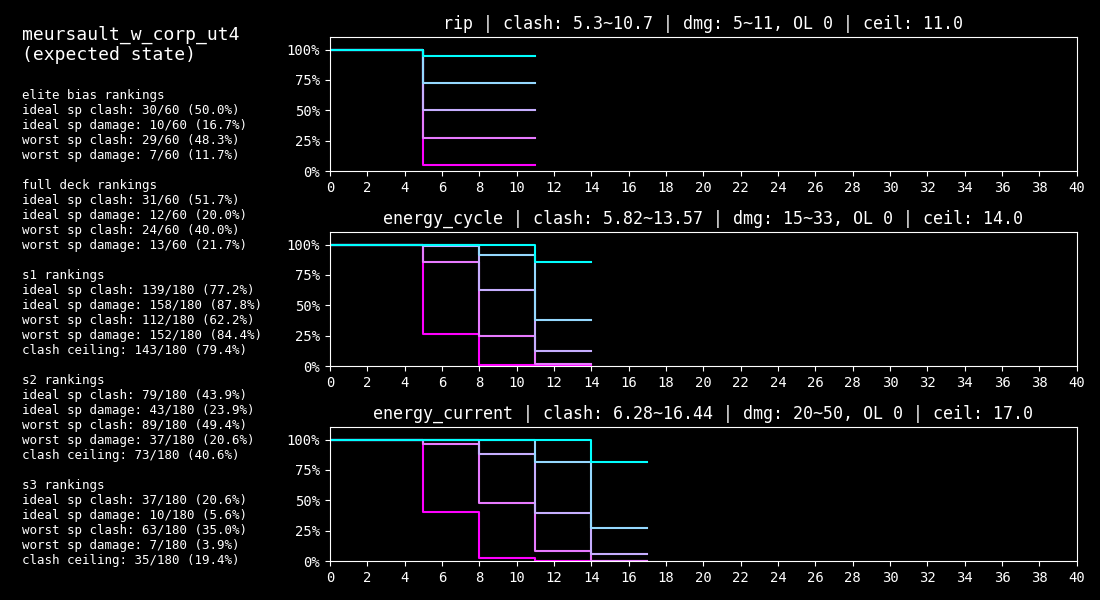 meursault_w_corp_ut4
(expected state)
elite bias rankings
ideal sp clash: 30/60 (50.0%)
ideal sp damage: 10/60 (16.7%)
worst sp clash: 29/60 (48.3%)
worst sp damage: 7/60 (11.7%)
full deck rankings
ideal sp clash: 31/60 (51.7%)
ideal sp damage: 12/60 (20.0%)
worst sp clash: 24/60 (40.0%)
worst sp damage: 13/60 (21.7%)
s1 rankings
ideal sp clash: 139/180 (77.2%)
ideal sp damage: 158/180 (87.8%)
worst sp clash: 112/180 (62.2%)
worst sp damage: 152/180 (84.4%)
clash ceiling: 143/180 (79.4%)
s2 rankings
ideal sp clash: 79/180 (43.9%)
ideal sp damage: 43/180 (23.9%)
worst sp clash: 89/180 (49.4%)
worst sp damage: 37/180 (20.6%)
clash ceiling: 73/180 (40.6%)
s3 rankings
ideal sp clash: 37/180 (20.6%)
ideal sp damage: 10/180 (5.6%)
worst sp clash: 63/180 (35.0%)
worst sp damage: 7/180 (3.9%)
clash ceiling: 35/180 (19.4%)
rip | clash: 5.3~10.7 | dmg: 5~11, OL 0 | ceil: 11.0
100%
75%
50%
25%
0%
0 2 4 6 8 10 12 14 16 18 20 22 24 26 28 30 32 34 36 38 40
energy_cycle | clash: 5.82~13.57 | dmg: 15~33, OL 0 | ceil: 14.0
100%
75%
50%
25%
0%
0 2 4 6 8 10 12 14 16 18 20 22 24 26 28 30 32 34 36 38 40
energy_current | clash: 6.28~16.44 | dmg: 20~50, OL 0 | ceil: 17.0
100%
75%
50%
25%
0%
0 2 4 6 8 10 12 14 16 18 20 22 24 26 28 30 32 34 36 38 40